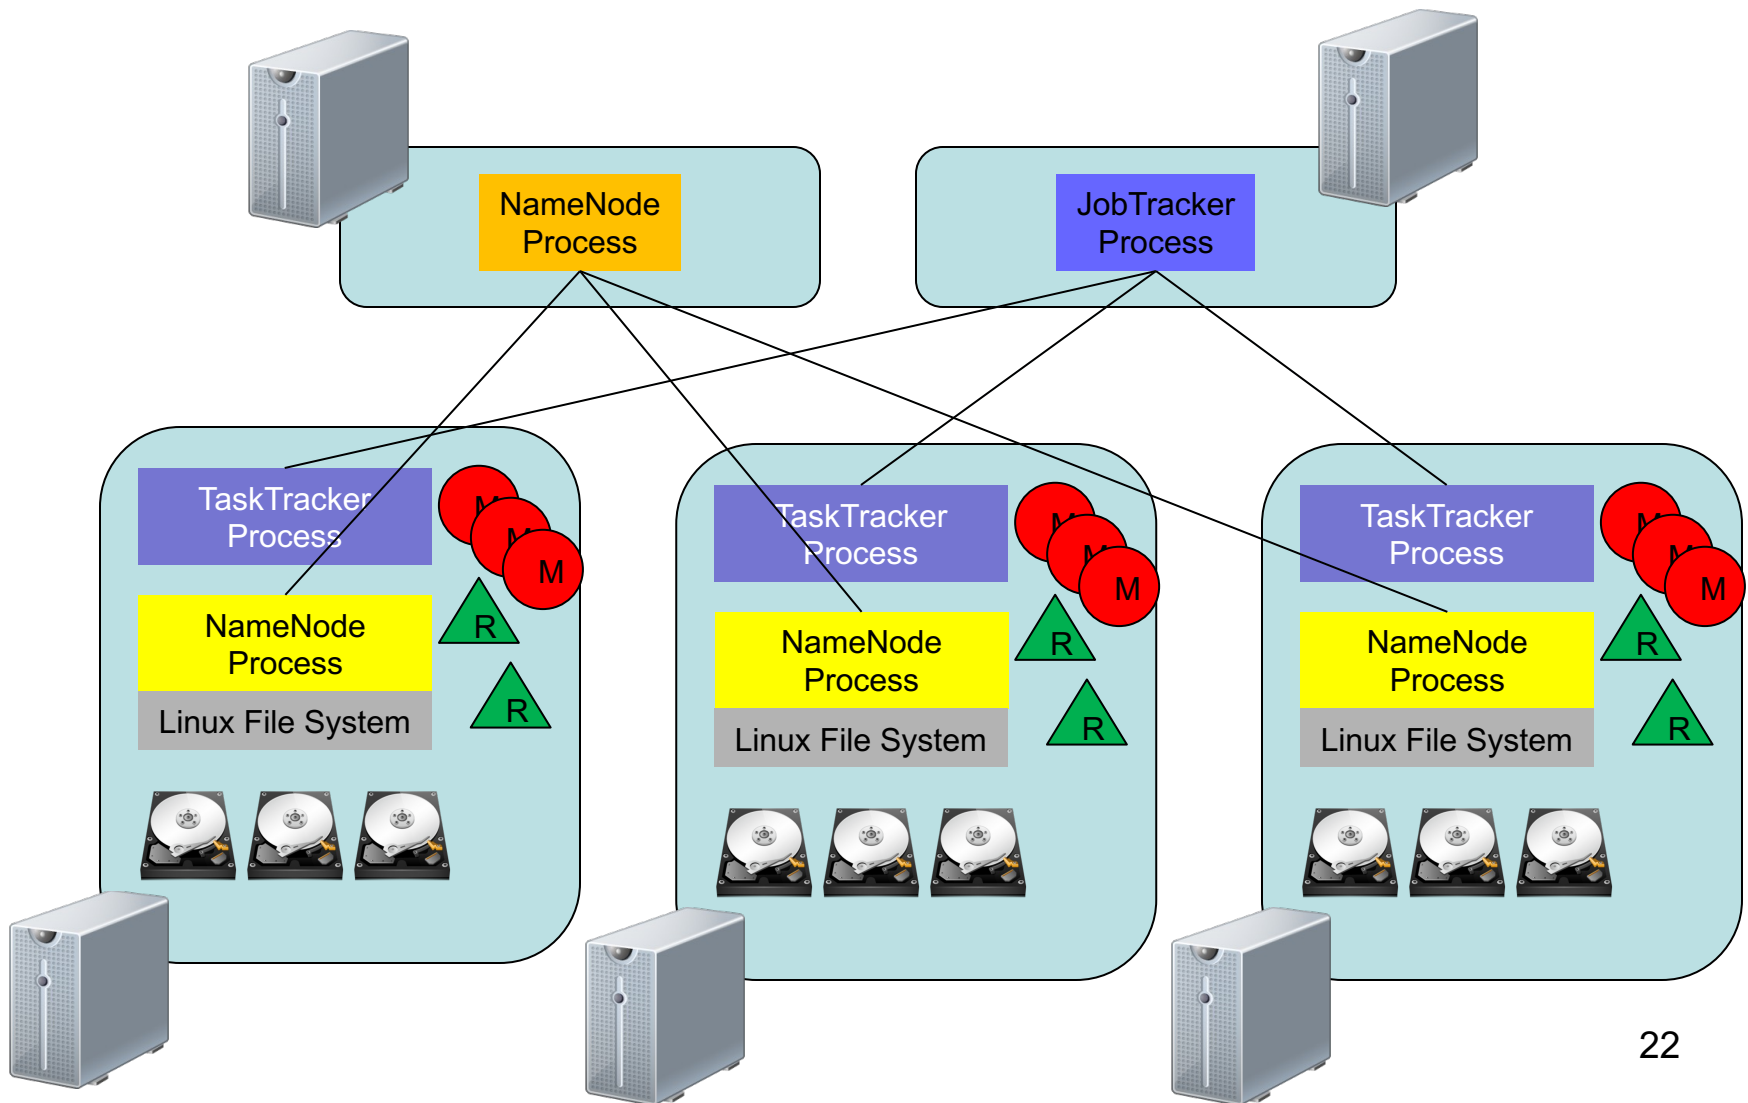 NameNode
Process
JobTracker
Process
TaskTracker
Process
M
M
M
NameNode
Process
R
Linux File System
R
TaskTracker
Process
M
M
M
NameNode
Process
R
Linux File System
R
TaskTracker
Process
M
M
M
NameNode
Process
R
Linux File System
R
22